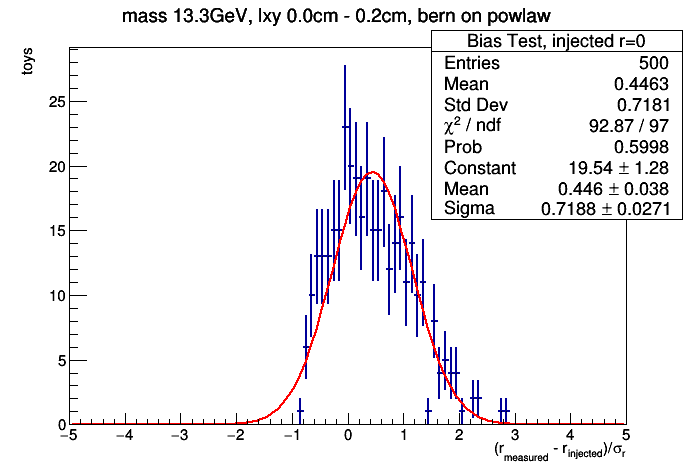 mass 13.3GeV, lxy 0.0cm - 0.2cm, bern on powlaw
Bias Test, injected r=0
Entries 500
Mean 0.4463
Std Dev 0.7181
χ² / ndf 92.87 / 97
Prob 0.5998
Constant 19.54 ± 1.28
Mean 0.446 ± 0.038
Sigma 0.7188 ± 0.0271
toys
25
20
15
10
5
0
−5 −4 −3 −2 −1 0 1 2 3 4 5
(r_measured - r_injected)/σ_r